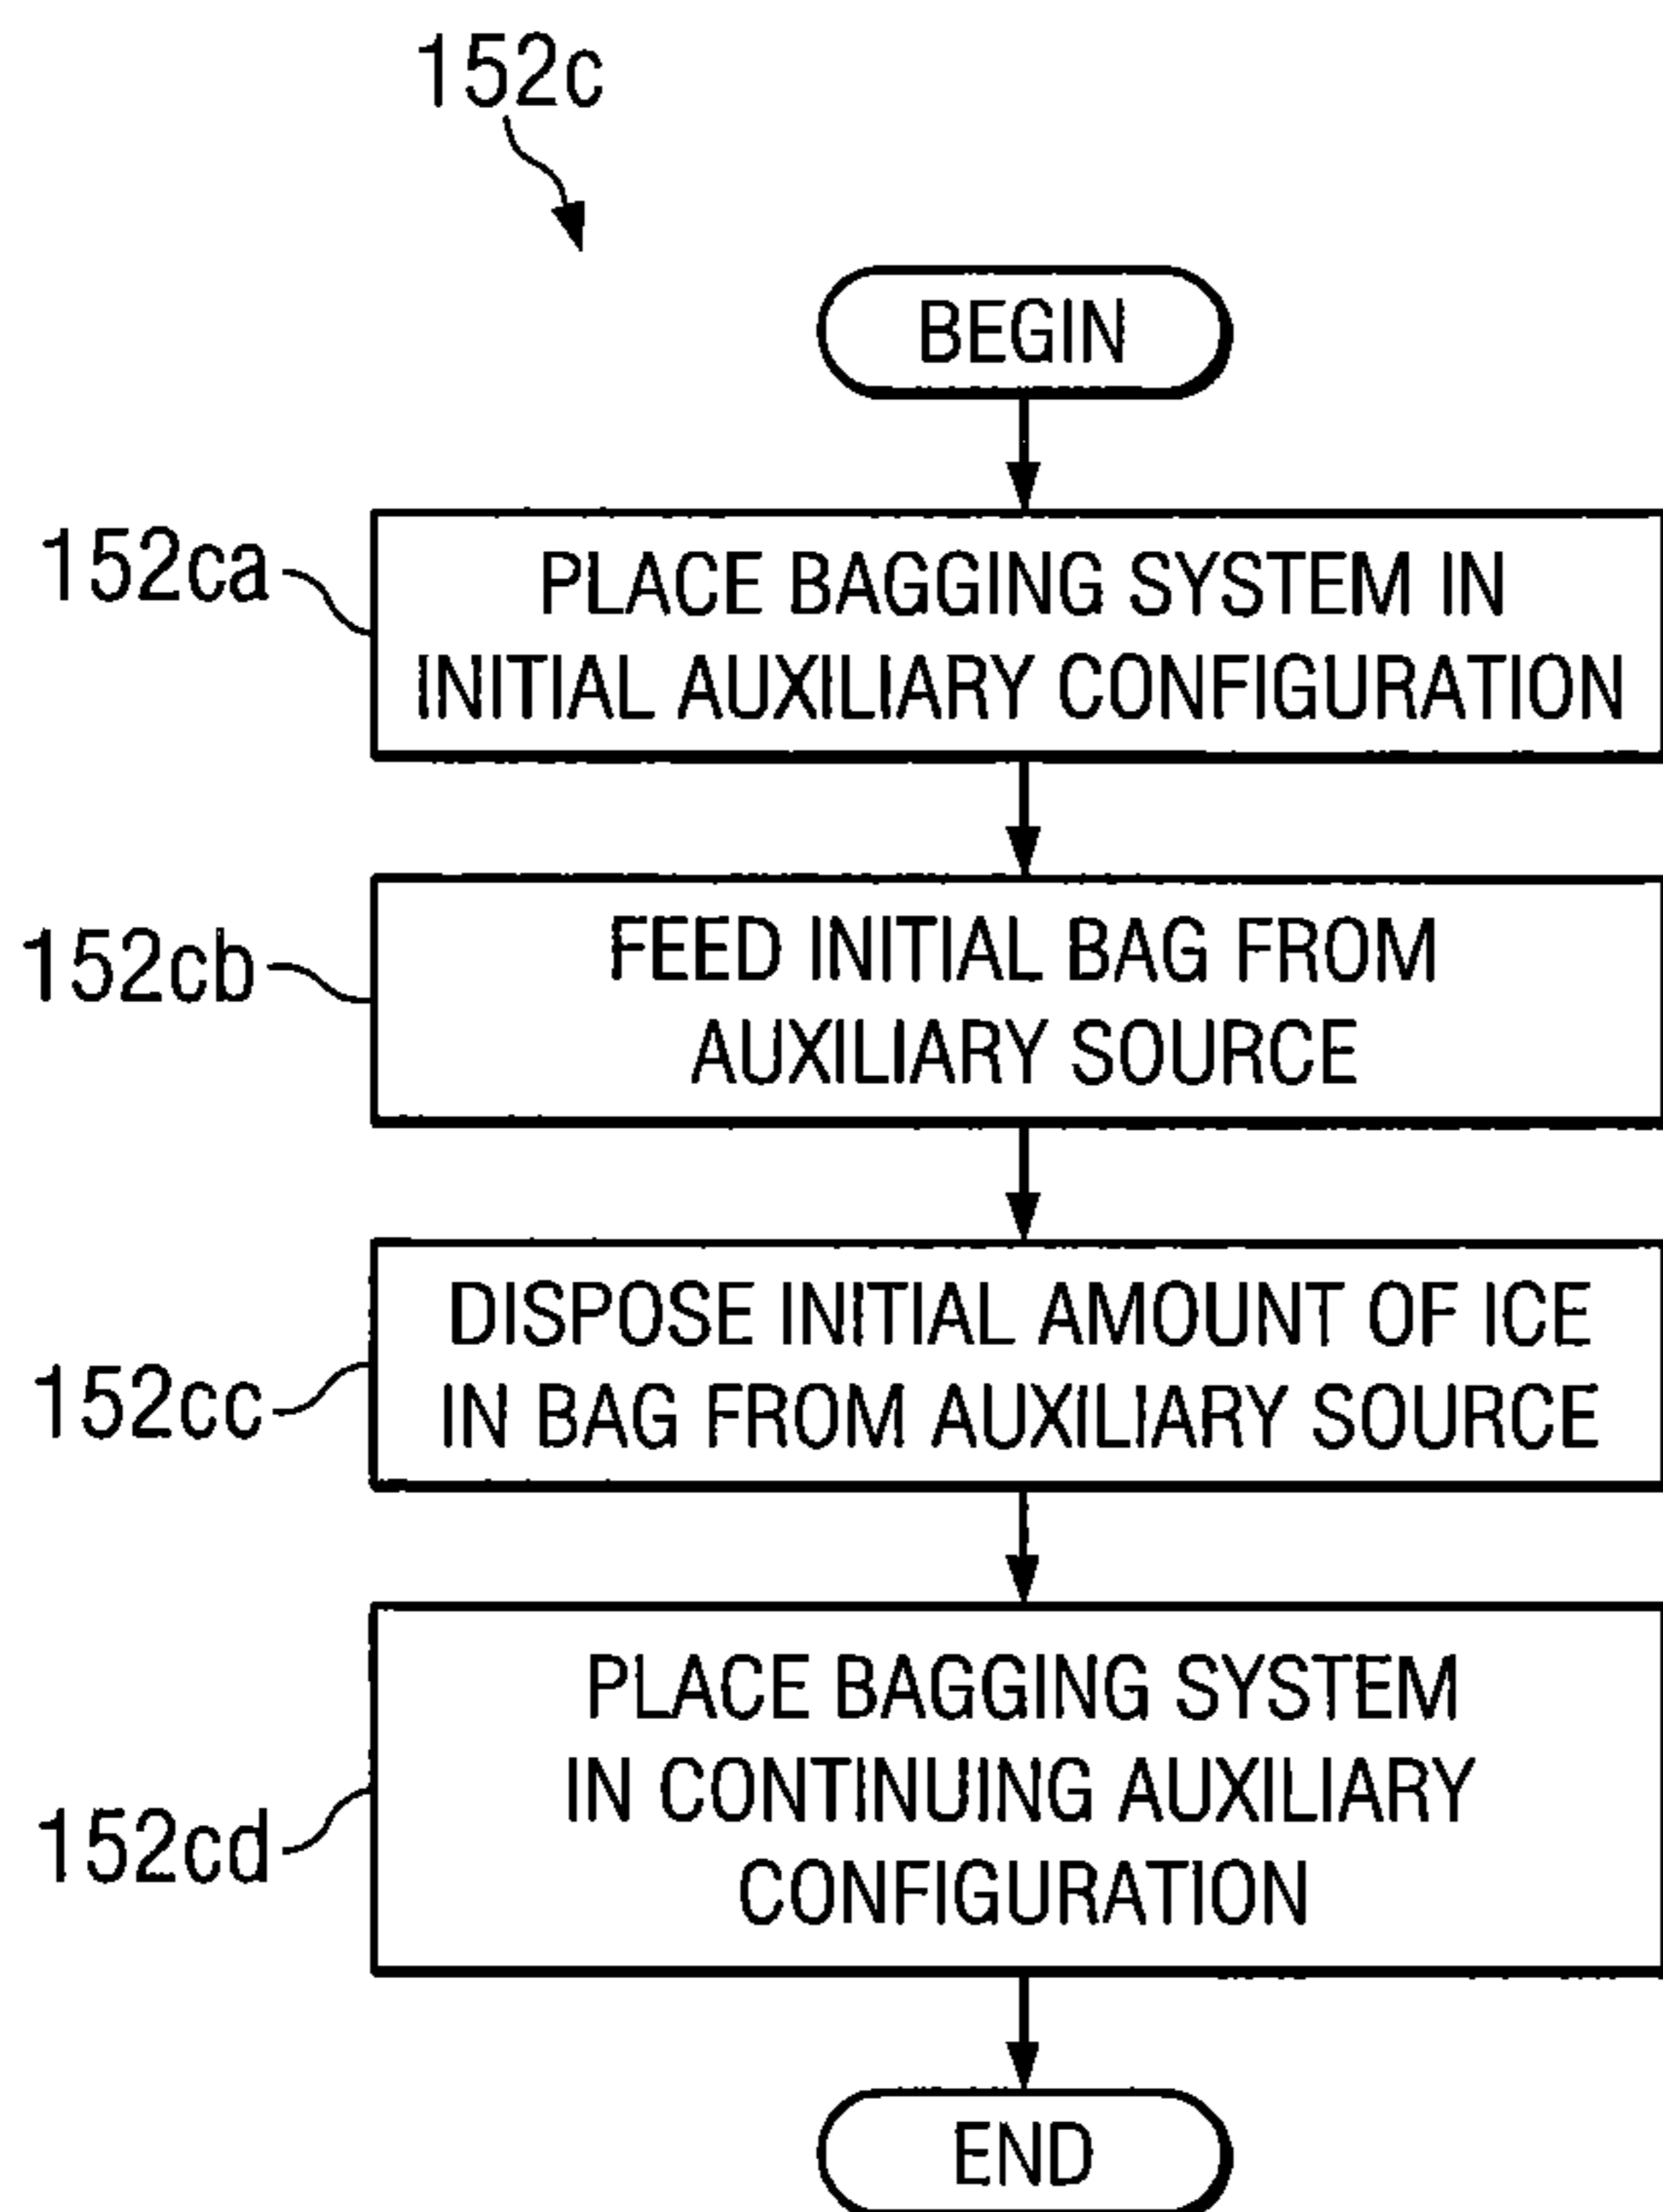 152c
BEGIN
152ca
PLACE BAGGING SYSTEM IN
INITIAL AUXILIARY CONFIGURATION
152cb
FEED INITIAL BAG FROM
AUXILIARY SOURCE
152cc
DISPOSE INITIAL AMOUNT OF ICE
IN BAG FROM AUXILIARY SOURCE
152cd
PLACE BAGGING SYSTEM
IN CONTINUING AUXILIARY
CONFIGURATION
END